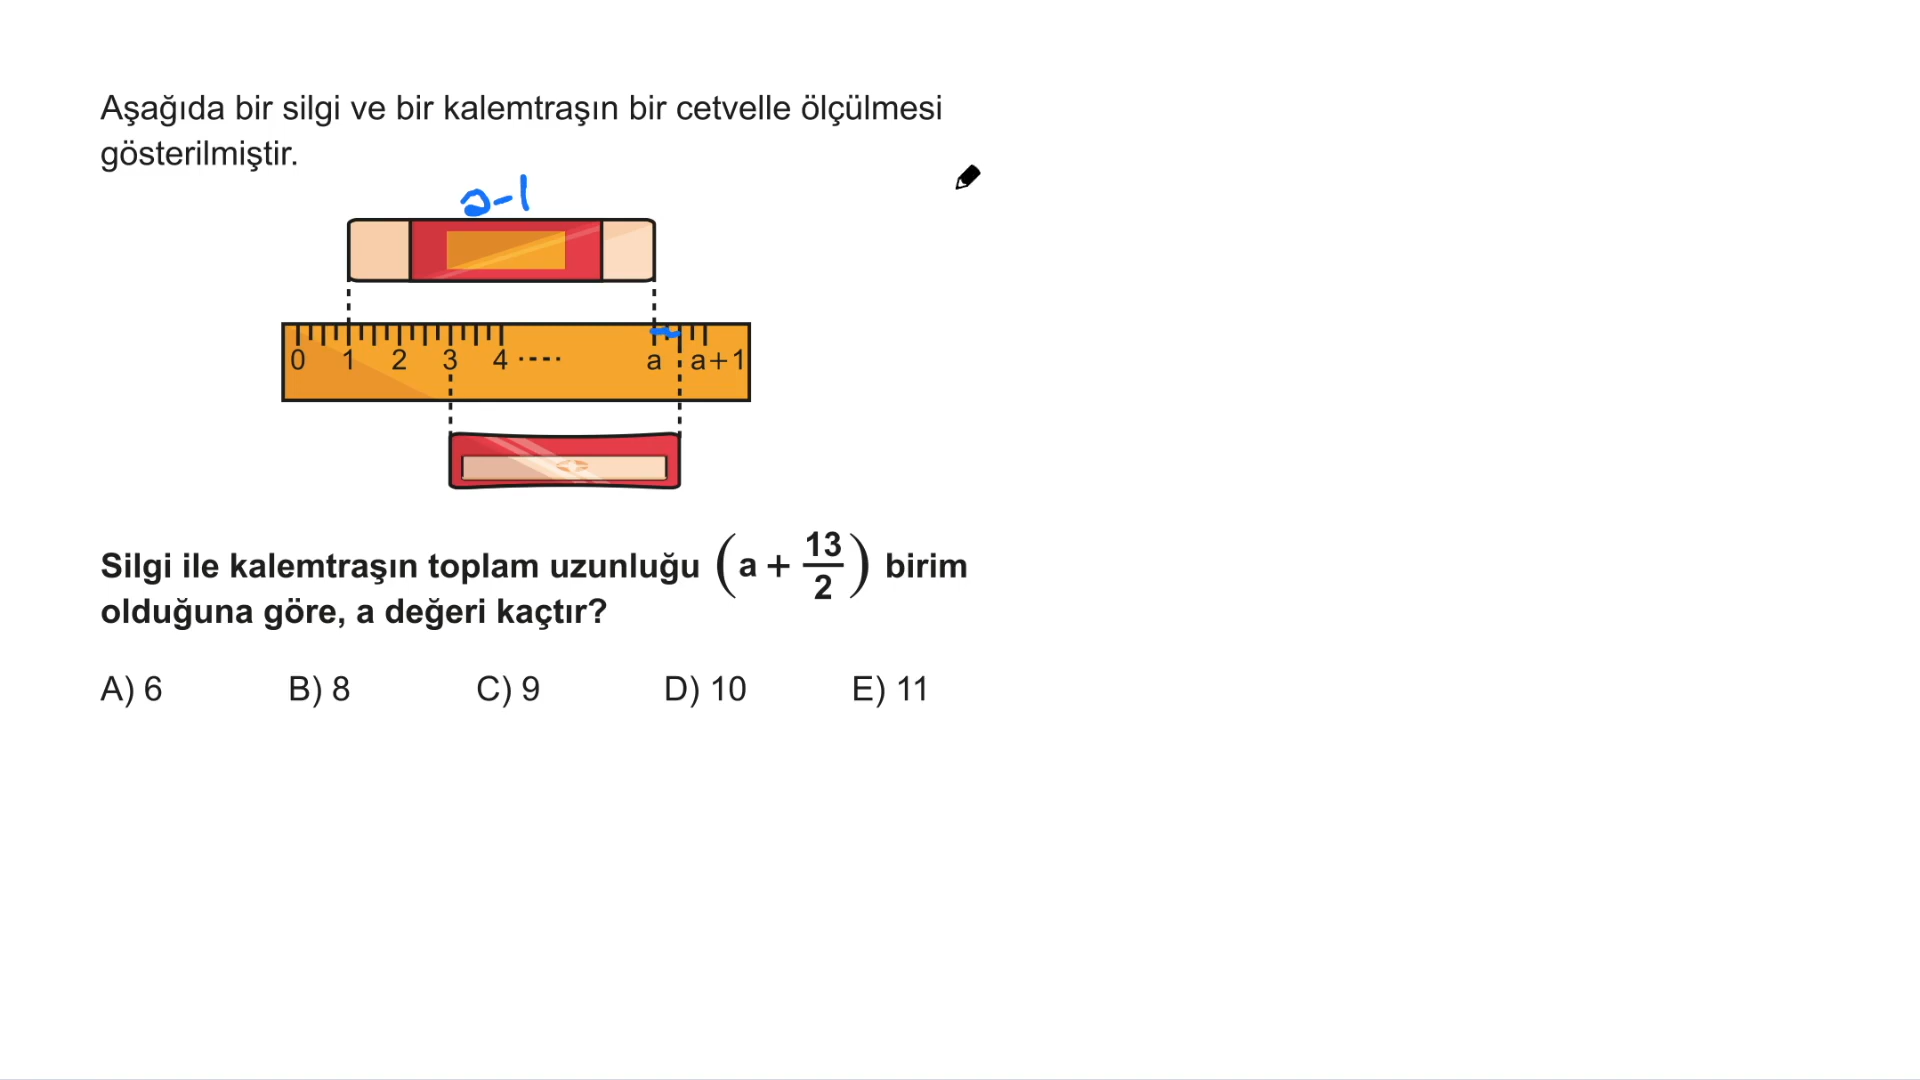 Aşağıda bir silgi ve bir kalemtraşın bir cetvelle ölçülmesi
gösterilmiştir.
a-1
0 1 2 3 4 ···· a a+1
Silgi ile kalemtraşın toplam uzunluğu (a + 13/2) birim
olduğuna göre, a değeri kaçtır?
A) 6 B) 8 C) 9 D) 10 E) 11